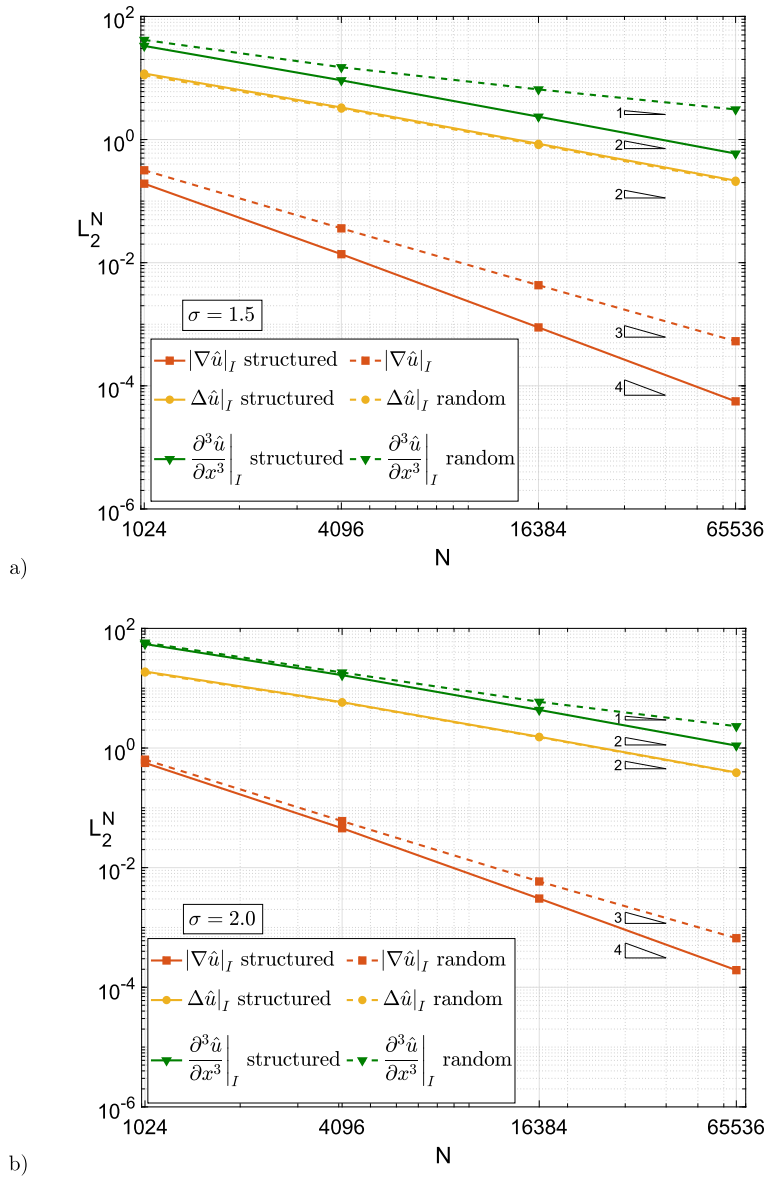 10^2
10^0
10^-2
10^-4
10^-6
L_2^N
1
2
2
3
4
σ = 1.5
|∇û|_I structured |∇û|_I
Δû|_I structured Δû|_I random
∂³û/∂x³|_I structured ∂³û/∂x³|_I random
1024 4096 16384 65536
N
a)
10^2
10^0
10^-2
10^-4
10^-6
L_2^N
1
2
2
3
4
σ = 2.0
|∇û|_I structured |∇û|_I random
Δû|_I structured Δû|_I random
∂³û/∂x³|_I structured ∂³û/∂x³|_I random
1024 4096 16384 65536
N
b)